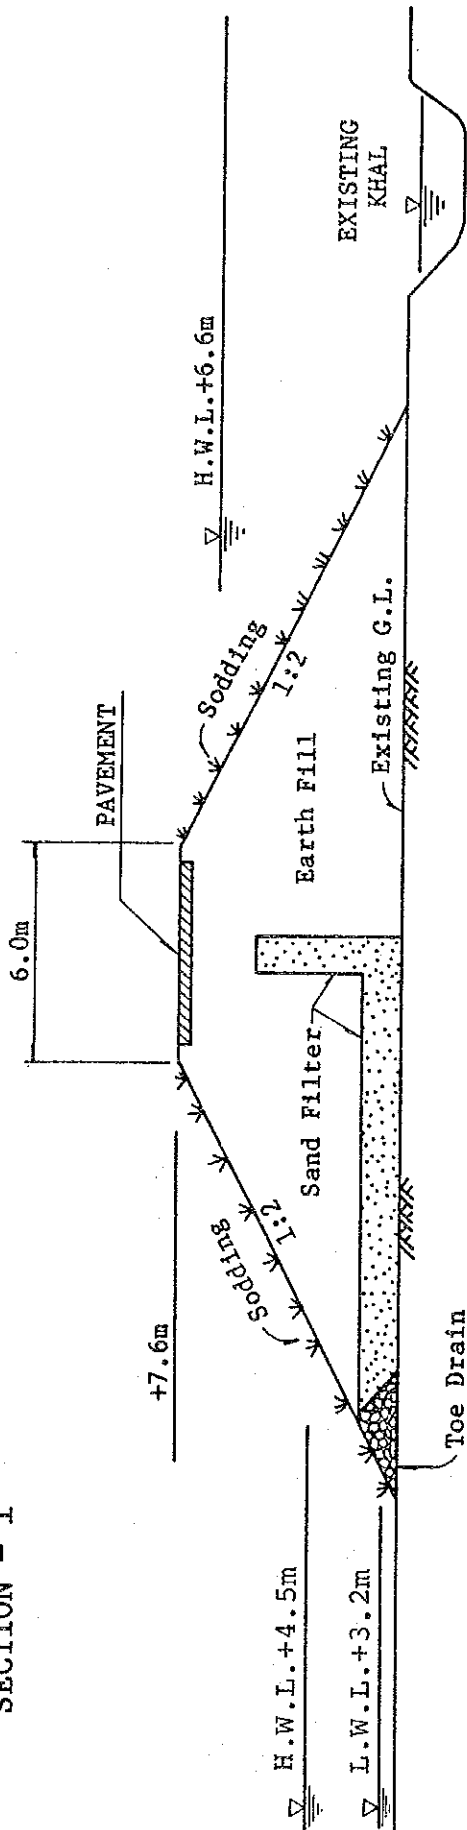 SECTION - 1
6.0m
PAVEMENT
+7.6m
H.W.L.+6.6m
Sodding
1:2
Sodding
1:2
H.W.L.+4.5m
L.W.L.+3.2m
Sand Filter
Earth Fill
EXISTING
KHAL
Toe Drain
Existing G.L.